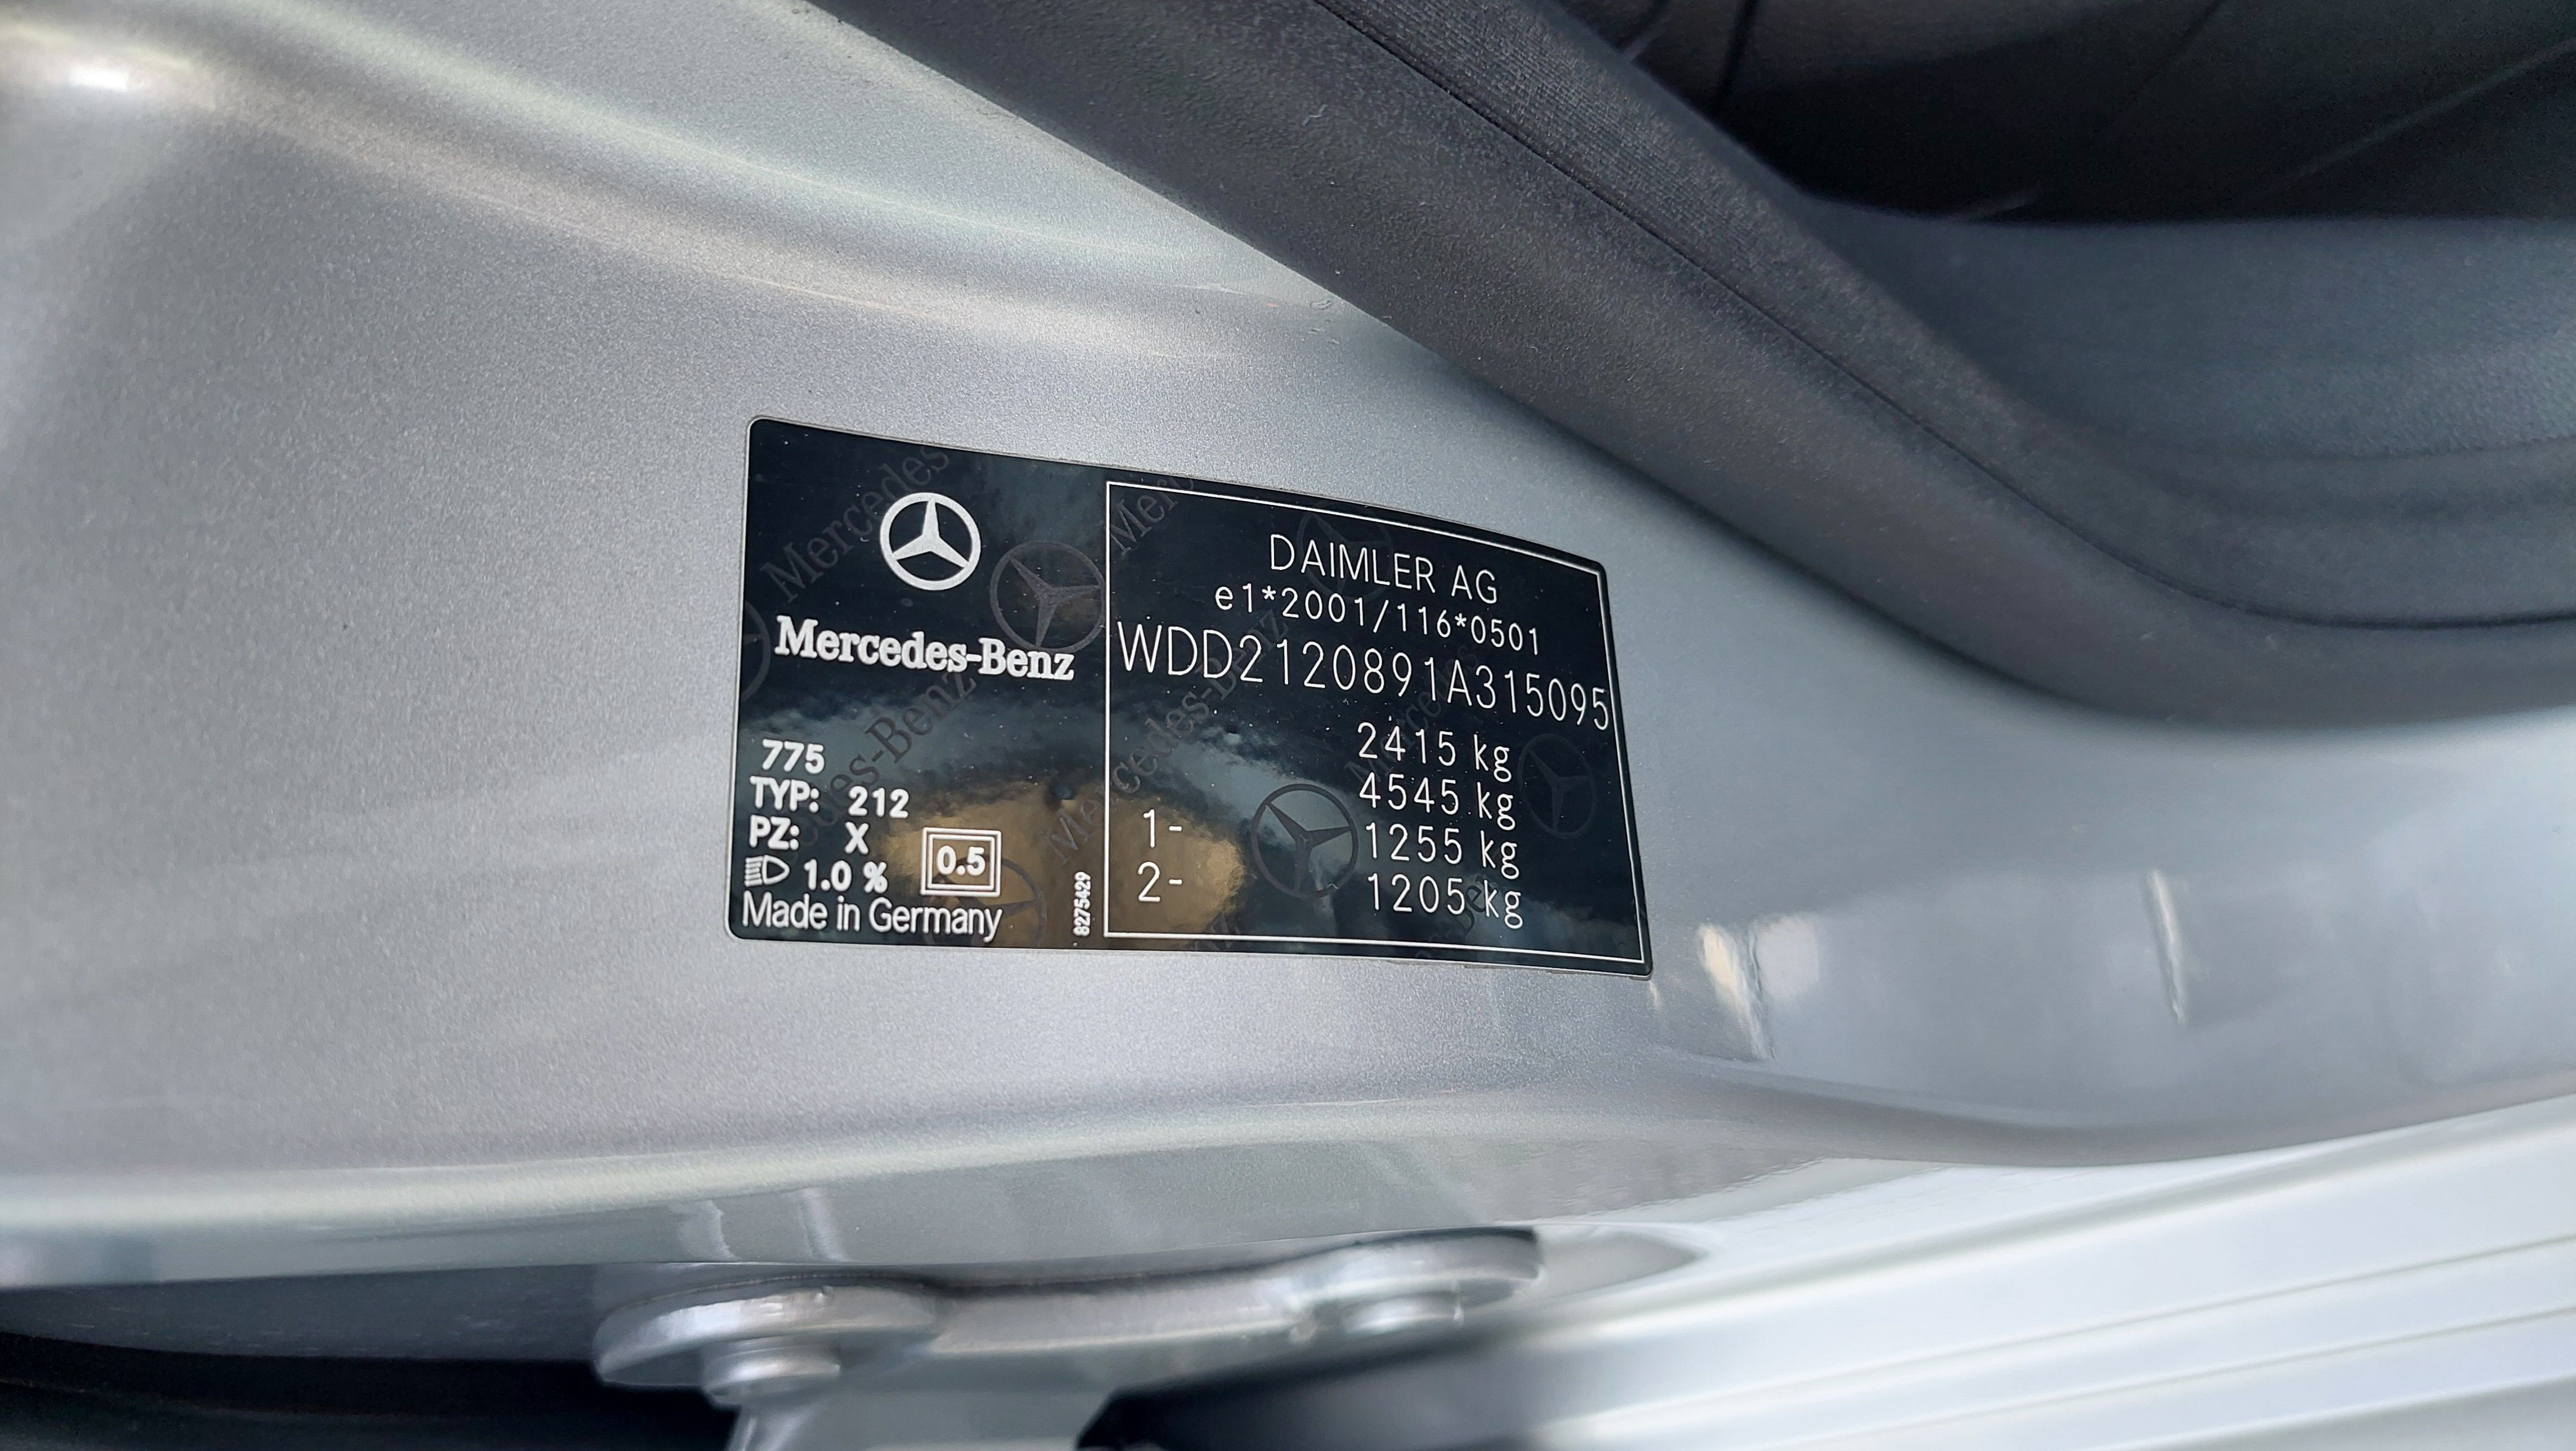 Mercedes-Benz
775
TYP: 212
PZ: X
1.0 %
0.5
Made in Germany
8275429
DAIMLER AG
e1*2001/116*0501
WDD2120891A315095
2415 kg
4545 kg
1- 1255 kg
2- 1205 kg